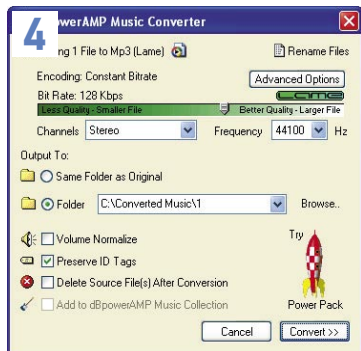 4
BpowerAMP Music Converter
ng 1 File to Mp3 (Lame) Rename Files
Encoding: Constant Bitrate Advanced Options
Bit Rate: 128 Kbps Lame
Less Quality - Smaller File Better Quality - Larger File
Channels Stereo Frequency 44100 Hz
Output To:
Same Folder as Original
Folder C:\Converted Music\1 Browse..
Volume Normalize Try
Preserve ID Tags
Delete Source File(s) After Conversion
Add to dBpowerAMP Music Collection Power Pack
Cancel Convert >>